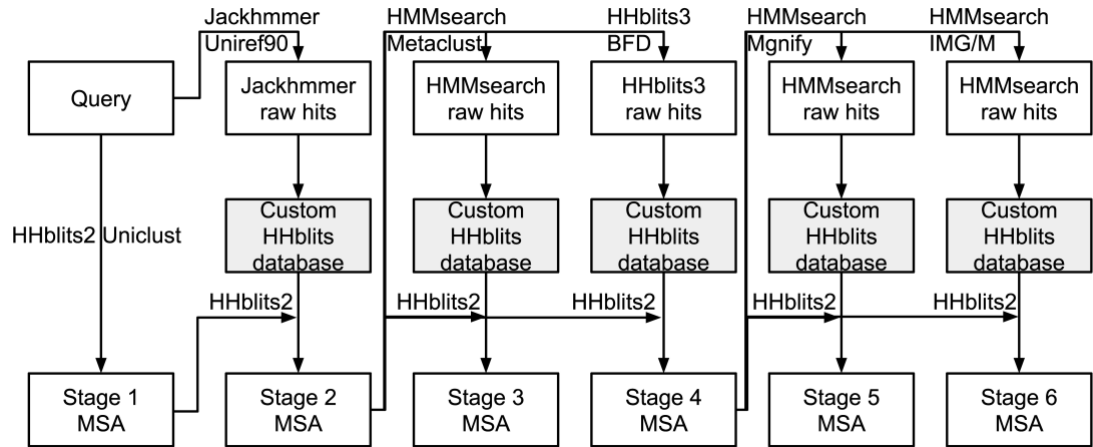 Jackhmmer
Uniref90
HMMsearch
Metaclust
HHblits3
BFD
HMMsearch
Mgnify
HMMsearch
IMG/M
Query
Jackhmmer
raw hits
HMMsearch
raw hits
HHblits3
raw hits
HMMsearch
raw hits
HMMsearch
raw hits
HHblits2 Uniclust
Custom
HHblits
database
Custom
HHblits
database
Custom
HHblits
database
Custom
HHblits
database
Custom
HHblits
database
HHblits2
HHblits2
HHblits2
HHblits2
HHblits2
Stage 1
MSA
Stage 2
MSA
Stage 3
MSA
Stage 4
MSA
Stage 5
MSA
Stage 6
MSA